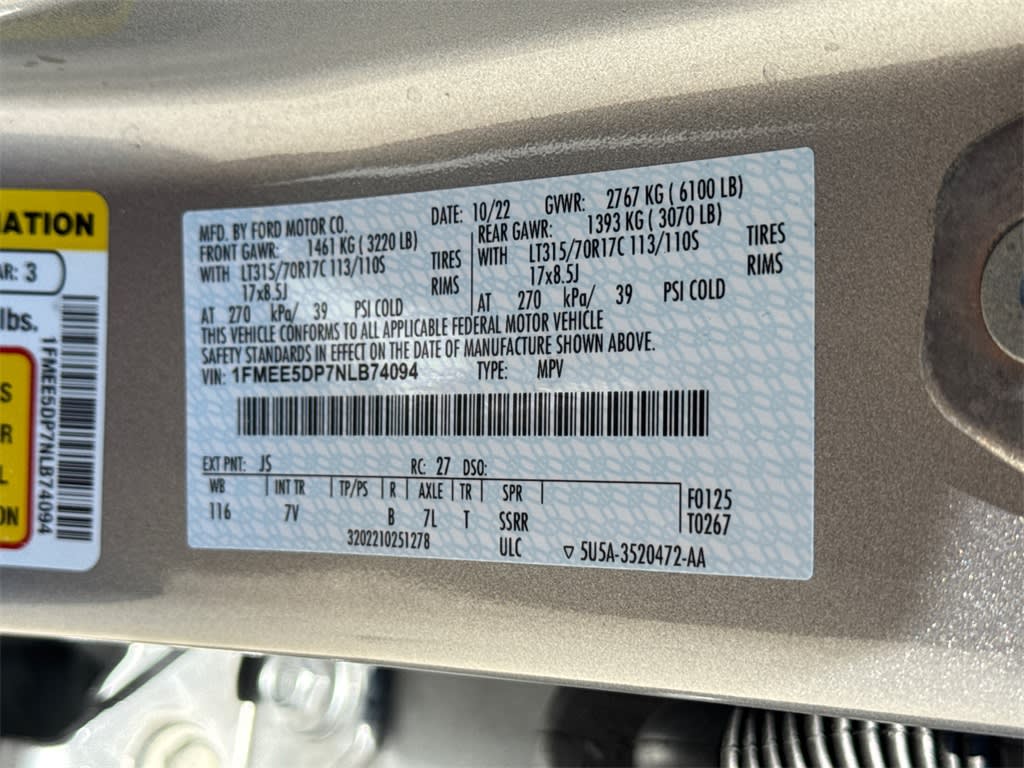 MATION
AR: 3
lbs.
S
R
L
ON
1FMEE5DP7NLB74094
MFD. BY FORD MOTOR CO. DATE: 10/22 GVWR: 2767 KG ( 6100 LB)
FRONT GAWR: 1461 KG ( 3220 LB) REAR GAWR: 1393 KG ( 3070 LB)
WITH LT315/70R17C 113/110S TIRES WITH LT315/70R17C 113/110S TIRES
17x8.5J RIMS 17x8.5J RIMS
AT 270 kPa/ 39 PSI COLD AT 270 kPa/ 39 PSI COLD
THIS VEHICLE CONFORMS TO ALL APPLICABLE FEDERAL MOTOR VEHICLE
SAFETY STANDARDS IN EFFECT ON THE DATE OF MANUFACTURE SHOWN ABOVE.
VIN: 1FMEE5DP7NLB74094 TYPE: MPV
EXT PNT: JS RC: 27 DSO:
WB INT TR TP/PS R AXLE TR SPR F0125
116 7V B 7L T SSRR T0267
3202210251278 ULC ▽ 5U5A-3520472-AA